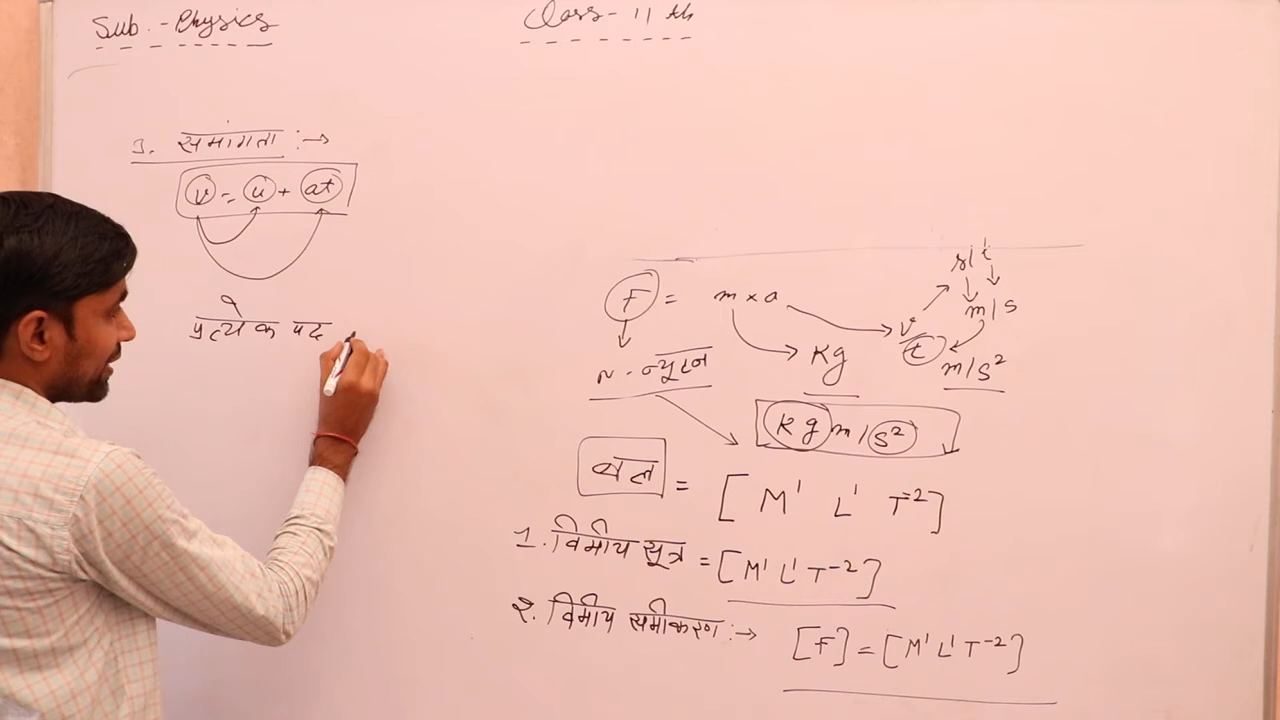 Sub. - Physics
Class - 11 th
3. समांगता :→
v = u + at
प्रत्येक पद
F = m × a
s/t
v
t
m/s
m/s²
Kg
N - न्यूटन
Kg m/s²
बल = [M¹ L¹ T⁻²]
1. विमीय सूत्र = [M¹ L¹ T⁻²]
२. विमीय समीकरण :→ [F] = [M¹ L¹ T⁻²]